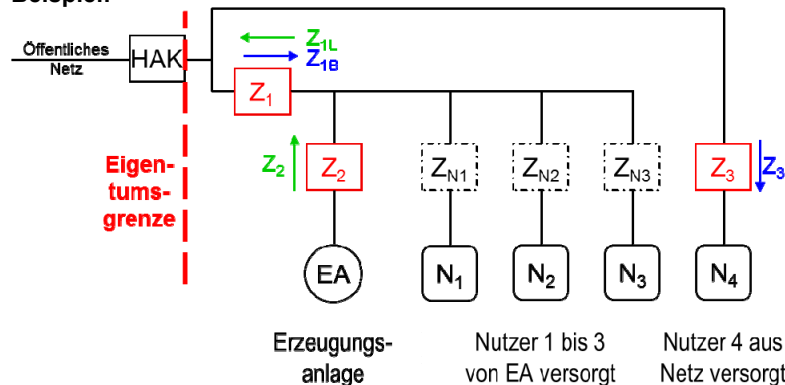 Beispiel:
Öffentliches
Netz
HAK
Z1L
Z1B
Z1
Eigen-
tums-
grenze
Z2
Z2
ZN1
ZN2
ZN3
Z3
Z3
EA
N1
N2
N3
N4
Erzeugungs-
anlage
Nutzer 1 bis 3
von EA versorgt
Nutzer 4 aus
Netz versorgt